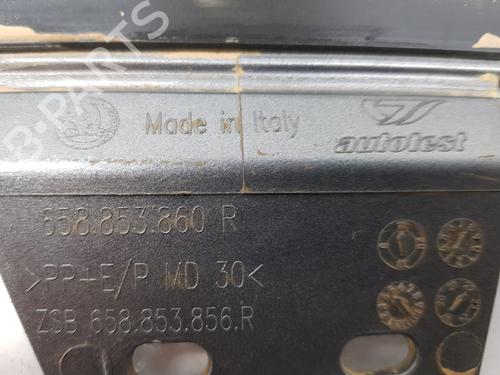 B-PARTS
Made in Italy
autotest
658.853.860 R
>PP+E/P MD 30<
ZSB 658.853.856.R